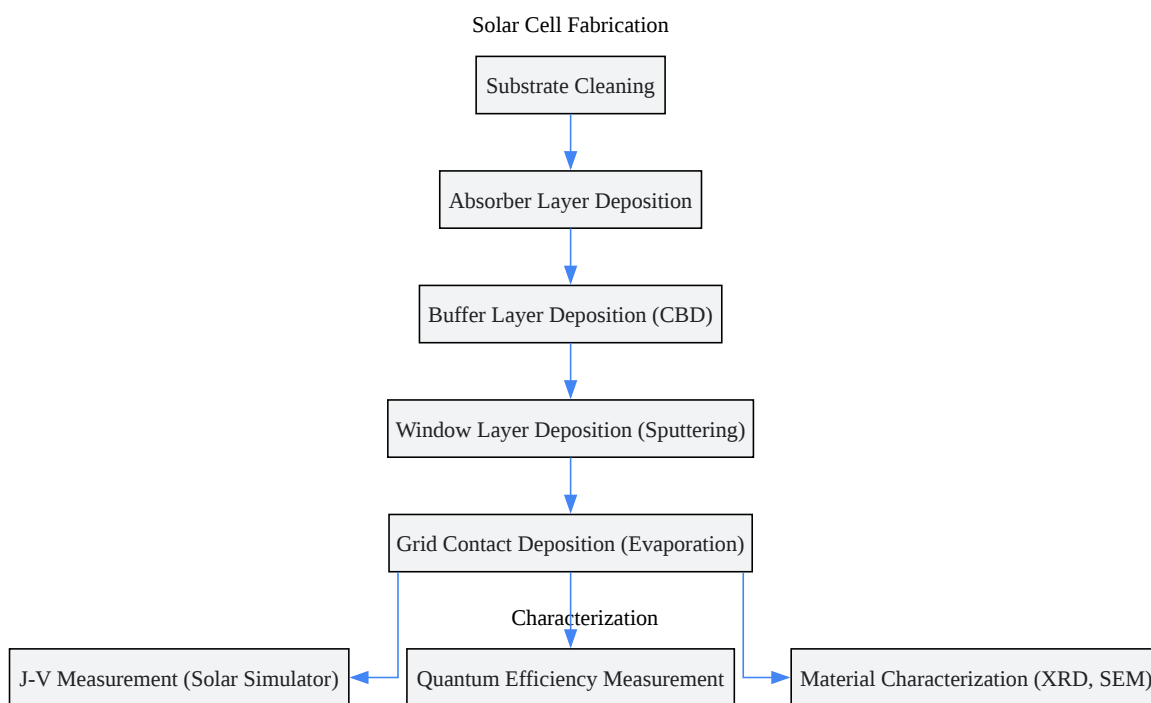 Solar Cell Fabrication
Substrate Cleaning
Absorber Layer Deposition
Buffer Layer Deposition (CBD)
Window Layer Deposition (Sputtering)
Grid Contact Deposition (Evaporation)
Characterization
J-V Measurement (Solar Simulator)
Quantum Efficiency Measurement
Material Characterization (XRD, SEM)